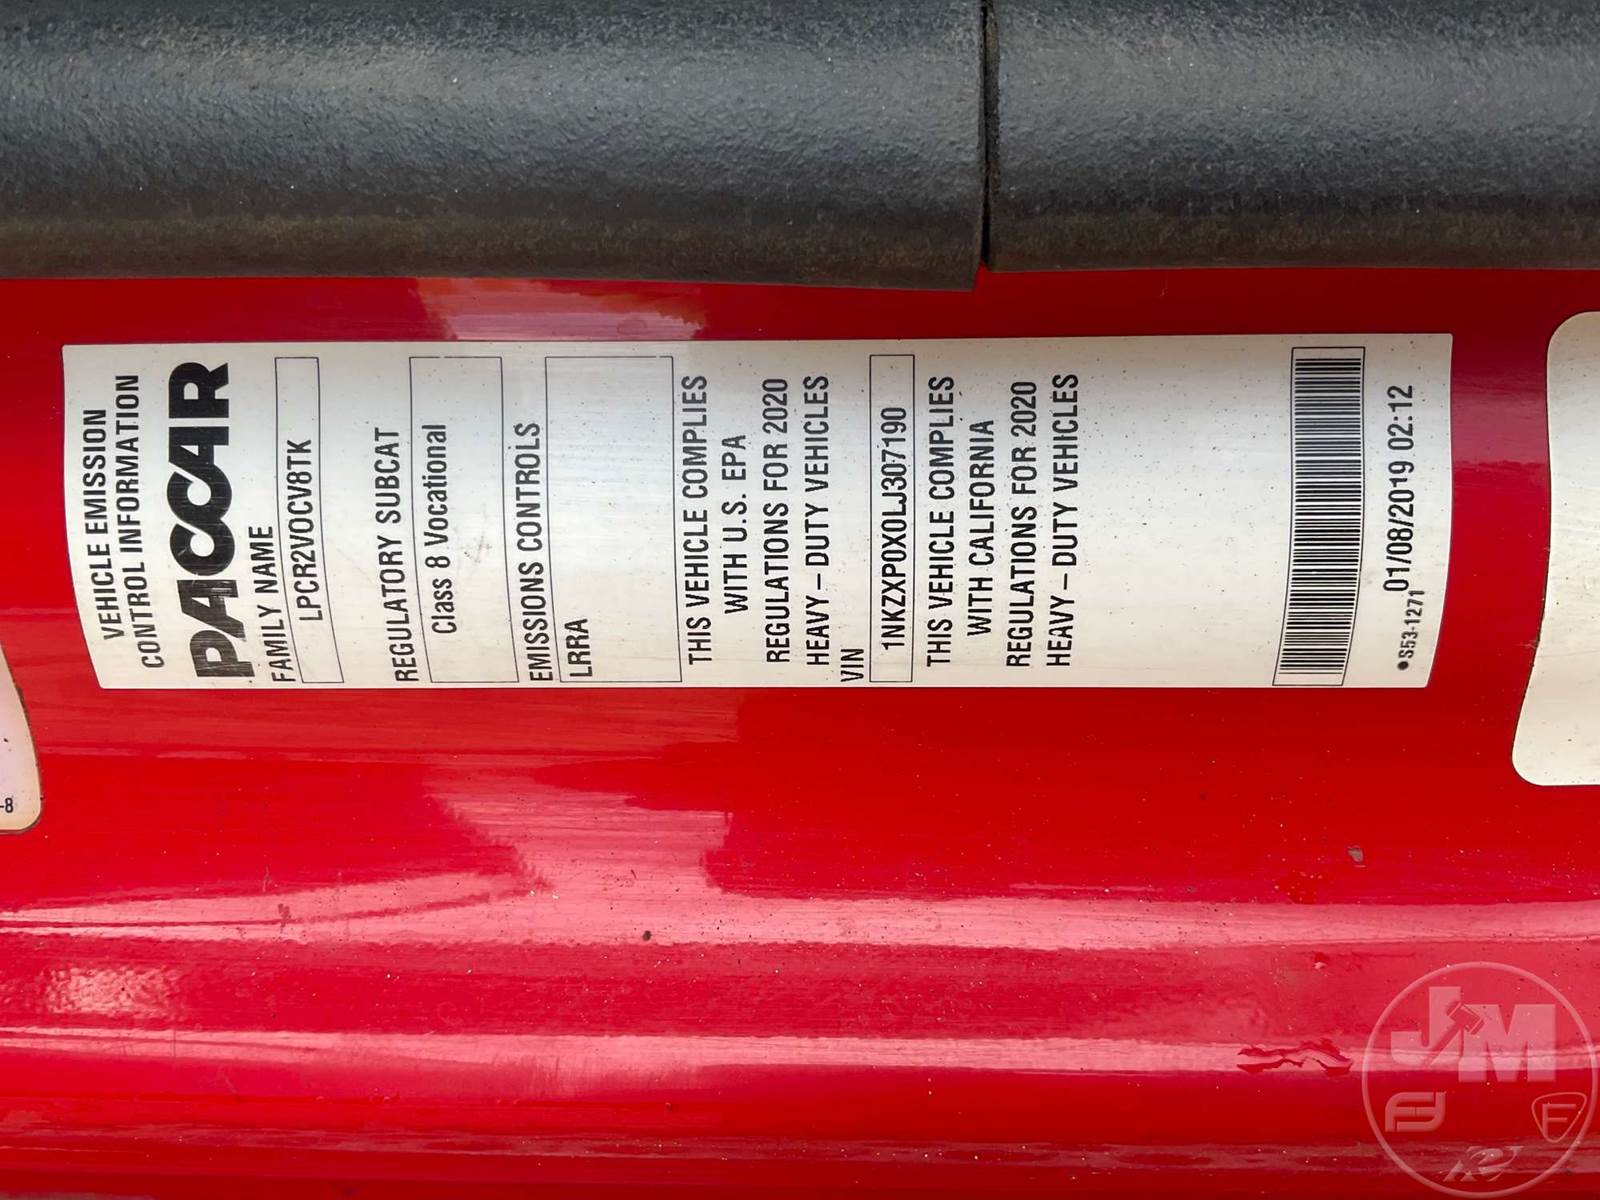 VEHICLE EMISSION
CONTROL INFORMATION
PACCAR
FAMILY NAME
LPCR2VOCV8TK
REGULATORY SUBCAT
Class 8 Vocational
EMISSIONS CONTROLS
LRRA
THIS VEHICLE COMPLIES
WITH U.S. EPA
REGULATIONS FOR 2020
HEAVY-DUTY VEHICLES
VIN
1NKZXP0X0LJ307190
THIS VEHICLE COMPLIES
WITH CALIFORNIA
REGULATIONS FOR 2020
HEAVY-DUTY VEHICLES
01/08/2019 02:12
•S53-1271
-8
JM